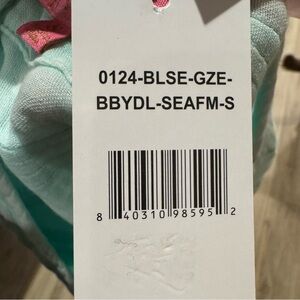 0124-BLSE-GZE-
BBYDL-SEAFM-S
8 40310 98595 2